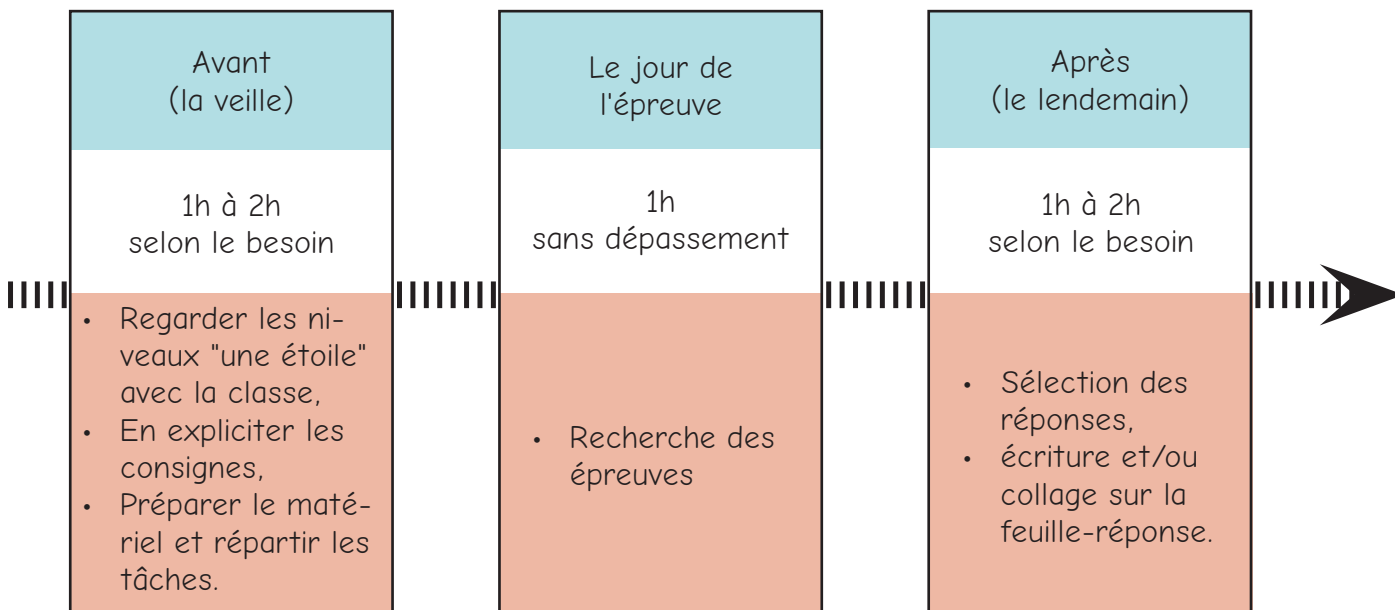 Avant
(la veille)
1h à 2h
selon le besoin
• Regarder les ni-
veaux "une étoile"
avec la classe,
• En expliciter les
consignes,
• Préparer le maté-
riel et répartir les
tâches.
Le jour de
l'épreuve
1h
sans dépassement
• Recherche des
épreuves
Après
(le lendemain)
1h à 2h
selon le besoin
• Sélection des
réponses,
• écriture et/ou
collage sur la
feuille-réponse.